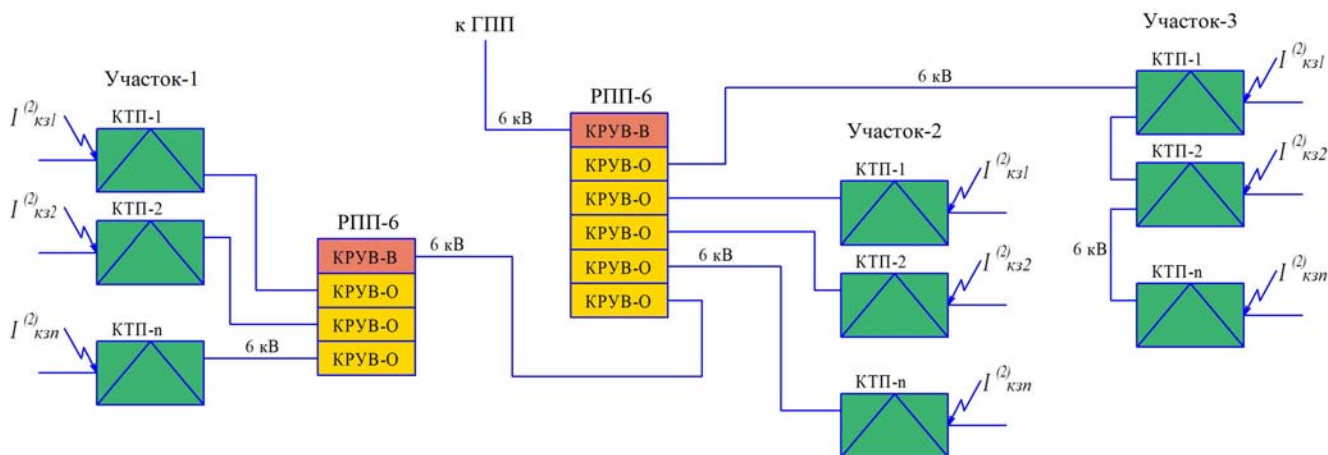 к ГПП
Участок-3
Участок-1
КТП-1
I (2) кз1
6 кВ
РПП-6
КТП-1
I (2) кз1
6 кВ
КРУВ-В
Участок-2
КРУВ-О
КТП-2
I (2) кз2
КТП-1
I (2) кз1
КРУВ-О
КТП-2
I (2) кз2
РПП-6
КРУВ-О
6 кВ
КРУВ-В
6 кВ
КРУВ-О
6 кВ
КТП-2
I (2) кз2
КТП-n
I (2) кзn
КРУВ-О
КРУВ-О
КРУВ-О
КТП-n
I (2) кзn
6 кВ
КРУВ-О
КТП-n
I (2) кзn